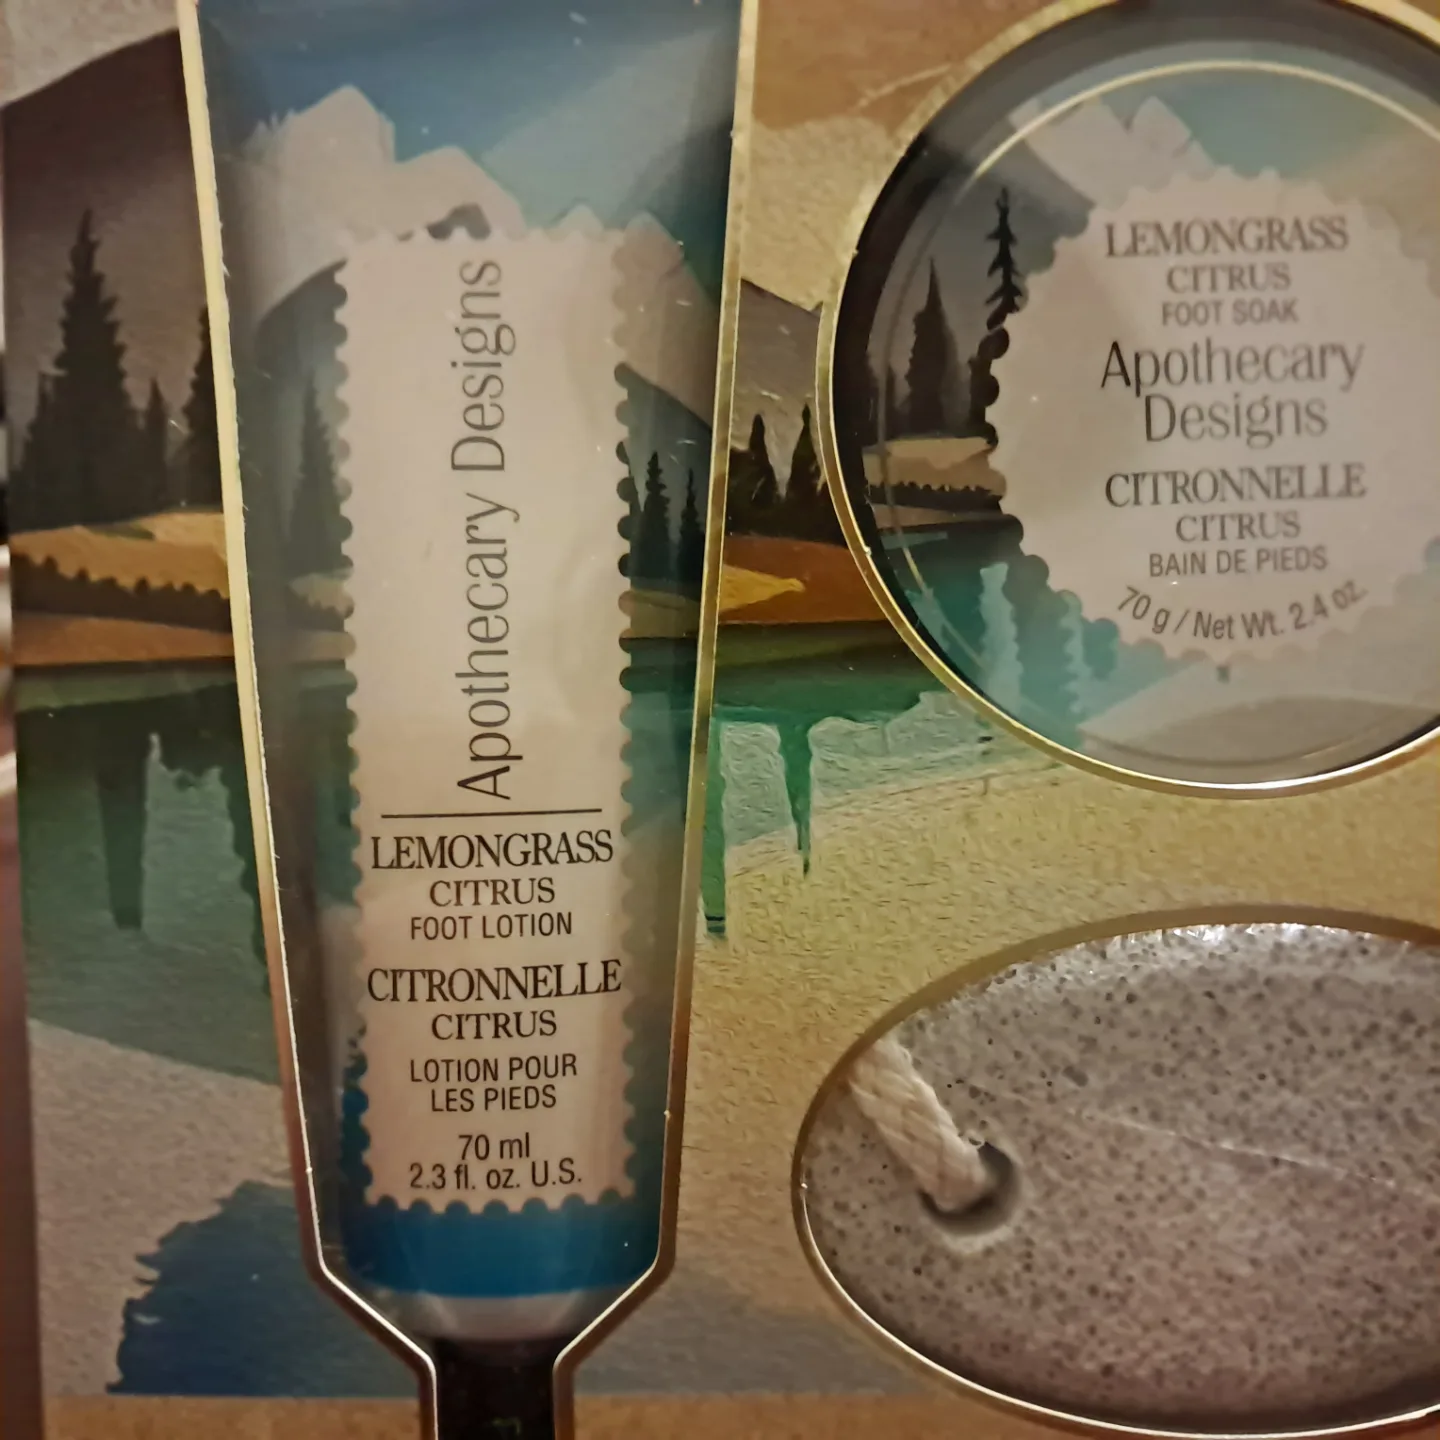 Apothecary Designs
LEMONGRASS
CITRUS
FOOT LOTION
CITRONNELLE
CITRUS
LOTION POUR
LES PIEDS
70 ml
2.3 fl. oz. U.S.
LEMONGRASS
CITRUS
FOOT SOAK
Apothecary
Designs
CITRONNELLE
CITRUS
BAIN DE PIEDS
70 g / Net Wt. 2.4 oz.